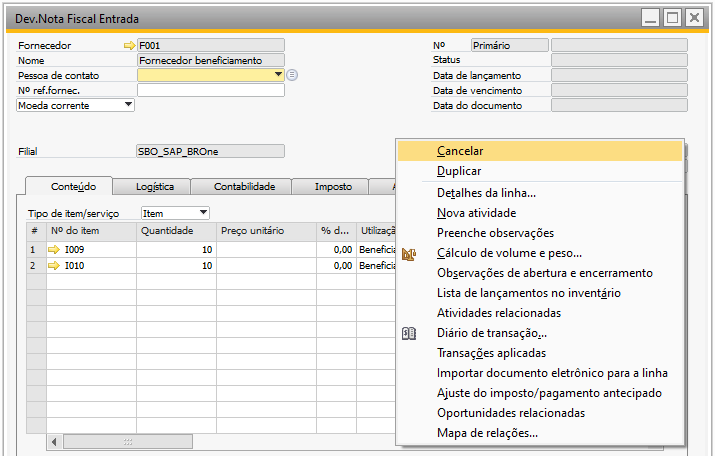 Dev.Nota Fiscal Entrada
Fornecedor F001
Nome Fornecedor beneficiamento
Pessoa de contato
Nº ref.fornec.
Moeda corrente
Nº Primário
Status
Data de lançamento
Data de vencimento
Data do documento
Filial SBO_SAP_BROne
Conteúdo Logística Contabilidade Imposto A
Tipo de item/serviço Item
# Nº do item Quantidade Preço unitário % d... Utilizaçã
1 I009 10 0,00 Beneficia
2 I010 10 0,00 Beneficia
Cancelar
Duplicar
Detalhes da linha...
Nova atividade
Preenche observações
Cálculo de volume e peso...
Observações de abertura e encerramento
Lista de lançamentos no inventário
Atividades relacionadas
Diário de transação...
Transações aplicadas
Importar documento eletrônico para a linha
Ajuste do imposto/pagamento antecipado
Oportunidades relacionadas
Mapa de relações...